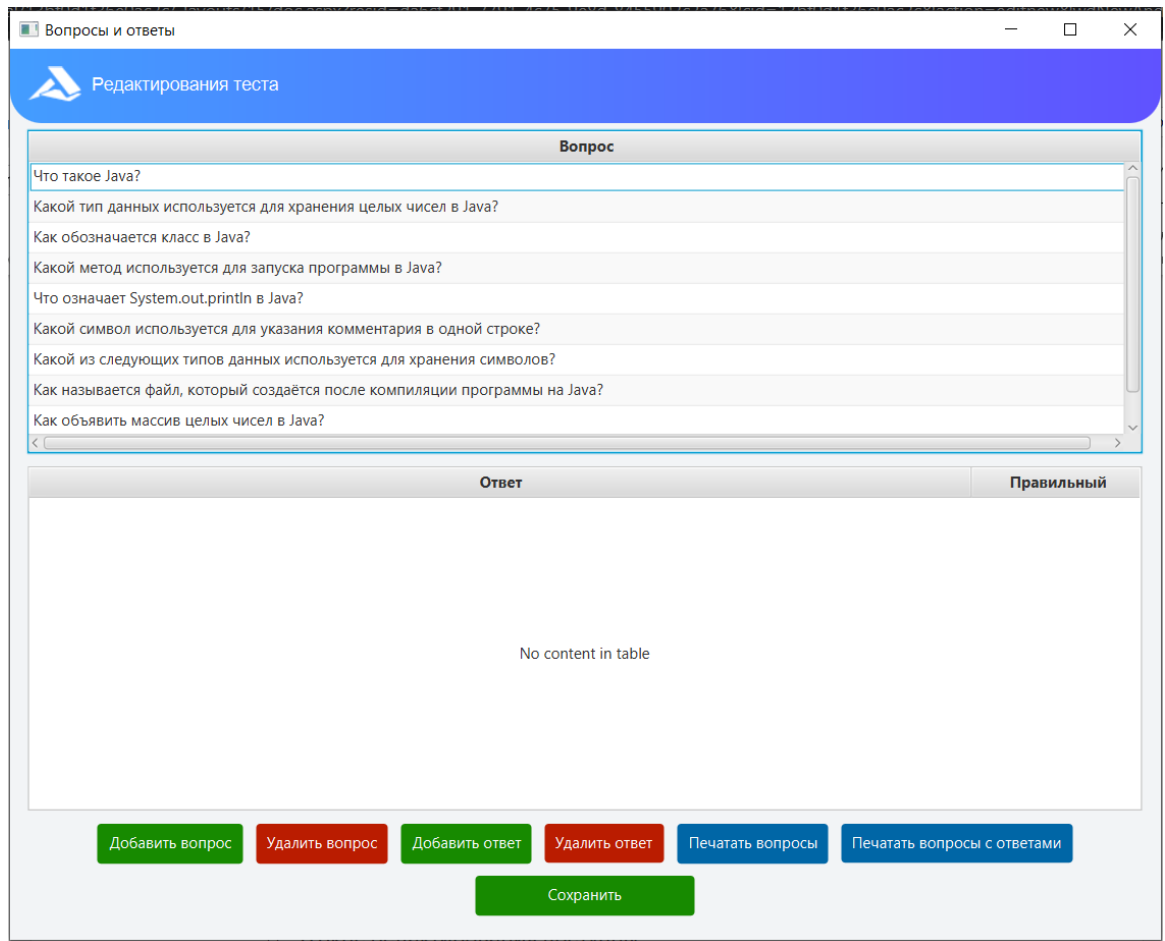 Вопросы и ответы
Редактирования теста
Вопрос
Что такое Java?
Какой тип данных используется для хранения целых чисел в Java?
Как обозначается класс в Java?
Какой метод используется для запуска программы в Java?
Что означает System.out.println в Java?
Какой символ используется для указания комментария в одной строке?
Какой из следующих типов данных используется для хранения символов?
Как называется файл, который создаётся после компиляции программы на Java?
Как объявить массив целых чисел в Java?
Ответ Правильный
No content in table
Добавить вопрос Удалить вопрос Добавить ответ Удалить ответ Печатать вопросы Печатать вопросы с ответами
Сохранить